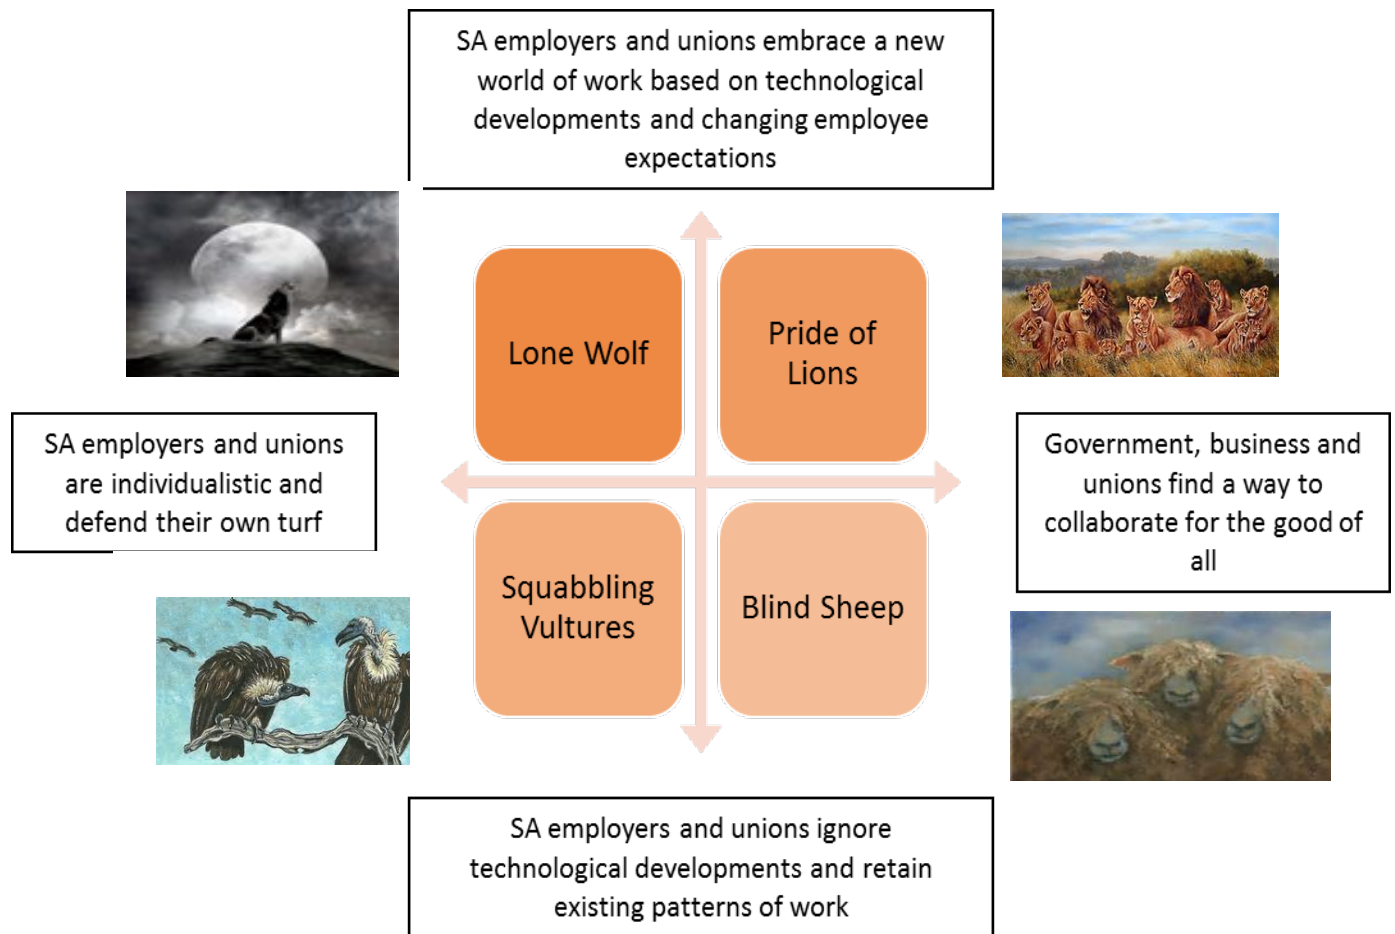 SA employers and unions embrace a new
world of work based on technological
developments and changing employee
expectations
Lone Wolf
Pride of
Lions
SA employers and unions
are individualistic and
defend their own turf
Government, business and
unions find a way to
collaborate for the good of
all
Squabbling
Vultures
Blind Sheep
SA employers and unions ignore
technological developments and retain
existing patterns of work